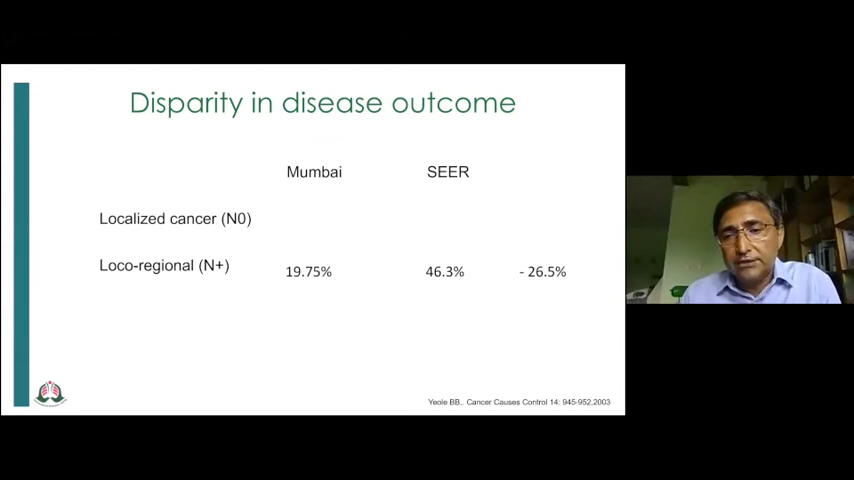 Disparity in disease outcome
Mumbai SEER
Localized cancer (N0)
Loco-regional (N+) 19.75% 46.3% - 26.5%
Yeole BB,. Cancer Causes Control 14: 945-952,2003